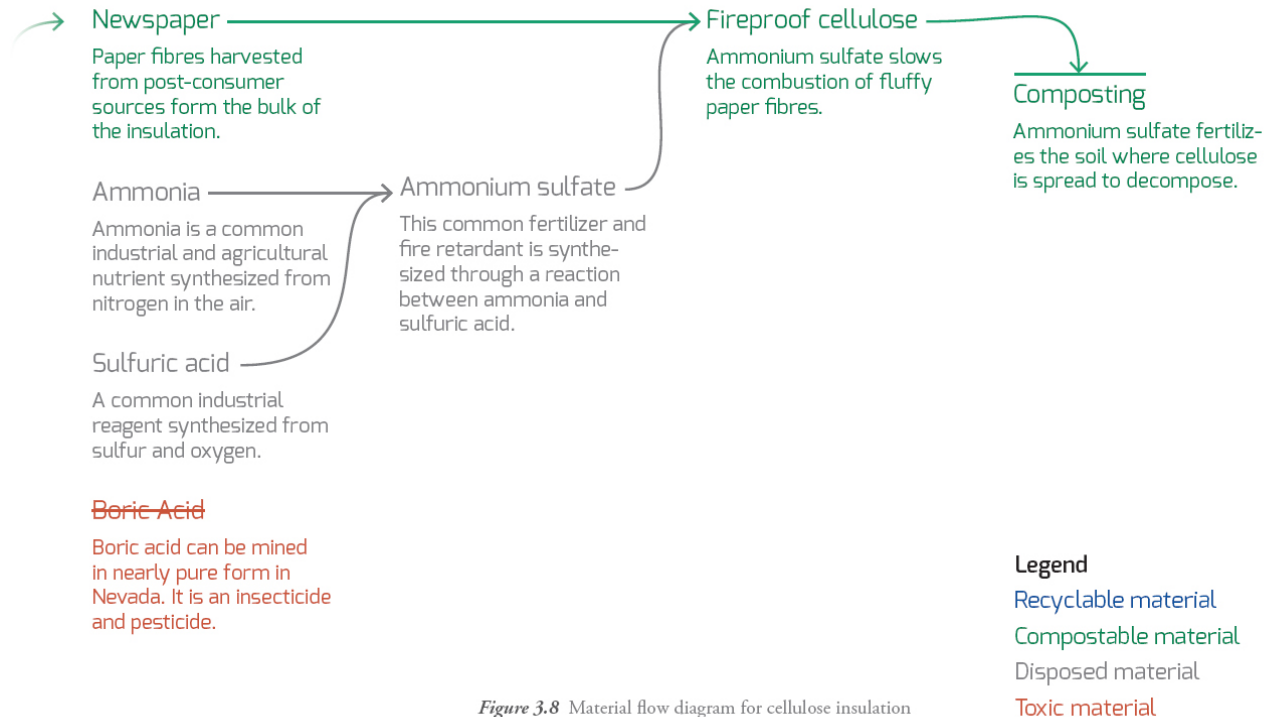 Newspaper
Paper fibres harvested
from post-consumer
sources form the bulk of
the insulation.
Fireproof cellulose
Ammonium sulfate slows
the combustion of fluffy
paper fibres.
Composting
Ammonium sulfate fertiliz-
es the soil where cellulose
is spread to decompose.
Ammonia
Ammonia is a common
industrial and agricultural
nutrient synthesized from
nitrogen in the air.
Ammonium sulfate
This common fertilizer and
fire retardant is synthe-
sized through a reaction
between ammonia and
sulfuric acid.
Sulfuric acid
A common industrial
reagent synthesized from
sulfur and oxygen.
Boric Acid
Boric acid can be mined
in nearly pure form in
Nevada. It is an insecticide
and pesticide.
Legend
Recyclable material
Compostable material
Disposed material
Toxic material
Figure 3.8 Material flow diagram for cellulose insulation